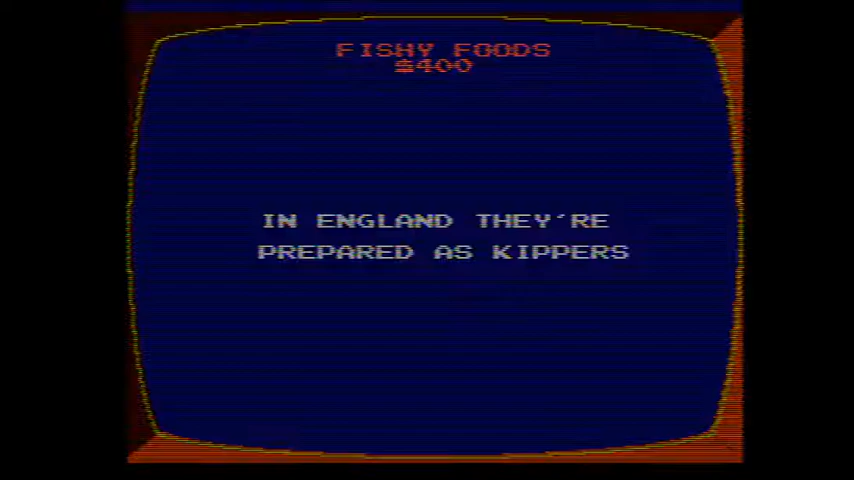 FISHY FOODS
$400
IN ENGLAND THEY'RE
PREPARED AS KIPPERS